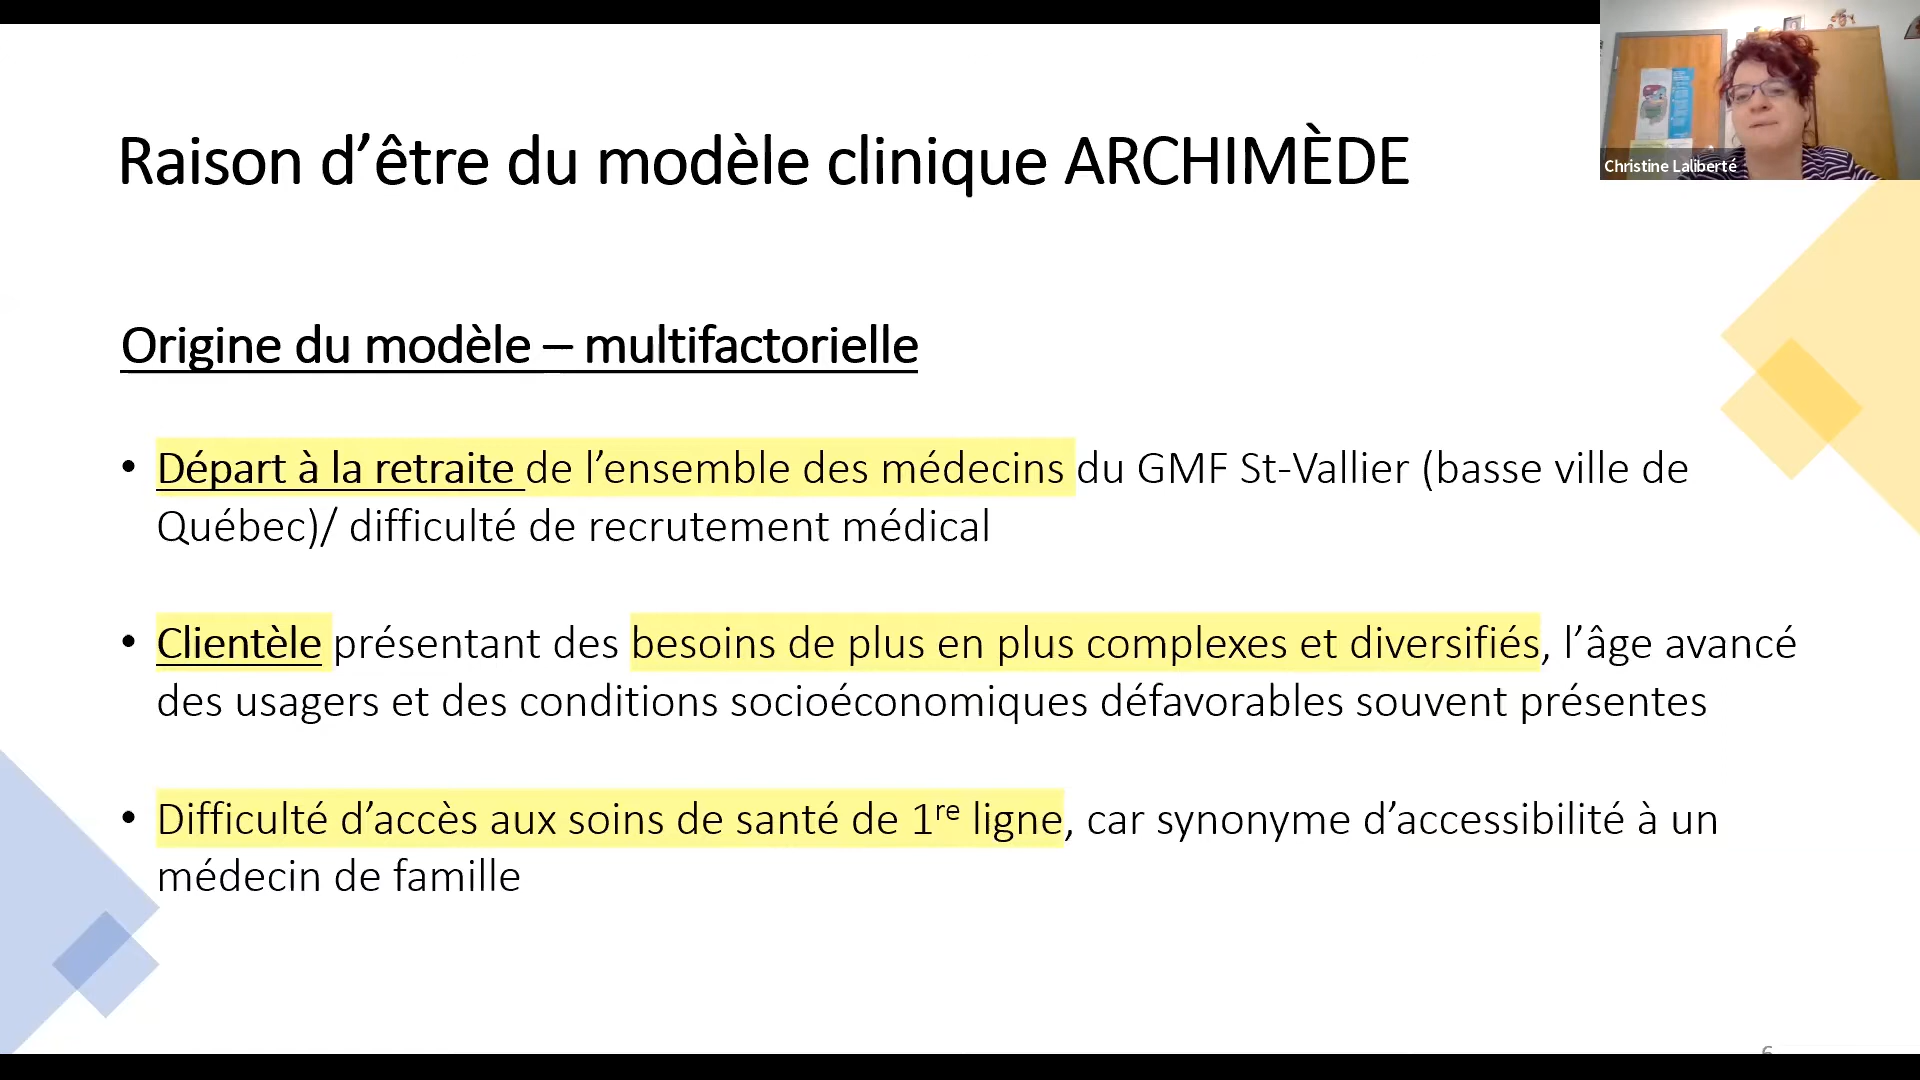 Raison d’être du modèle clinique ARCHIMÈDE
Christine Laliberté
Origine du modèle – multifactorielle
• Départ à la retraite de l’ensemble des médecins du GMF St-Vallier (basse ville de
Québec)/ difficulté de recrutement médical
• Clientèle présentant des besoins de plus en plus complexes et diversifiés, l’âge avancé
des usagers et des conditions socioéconomiques défavorables souvent présentes
• Difficulté d’accès aux soins de santé de 1re ligne, car synonyme d’accessibilité à un
médecin de famille